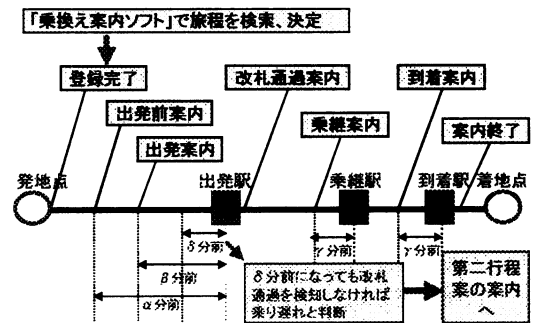 「乗換え案内ソフト」で旅程を検索、決定
登録完了
改札通過案内
到着案内
出発前案内
乗継案内
出発案内
案内終了
発地点
出発駅
乗継駅
到着駅
着地点
δ分前
γ分前
γ分前
β分前
α分前
δ分前になっても改札
通過を検知しなければ
乗り遅れと判断
第二行程
案の案内
へ